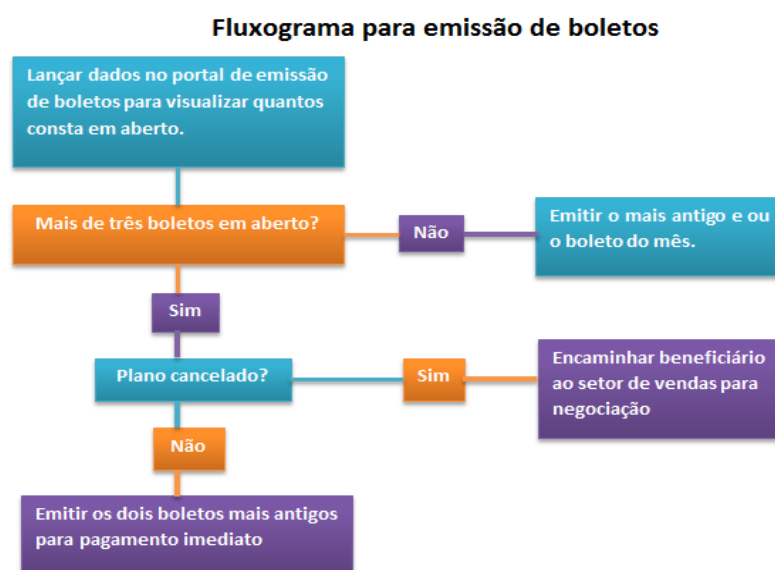 Fluxograma para emissão de boletos
Lançar dados no portal de emissão
de boletos para visualizar quantos
consta em aberto.
Mais de três boletos em aberto?
Não
Emitir o mais antigo e ou
o boleto do mês.
Sim
Plano cancelado?
Sim
Encaminhar beneficiário
ao setor de vendas para
negociação
Não
Emitir os dois boletos mais antigos
para pagamento imediato